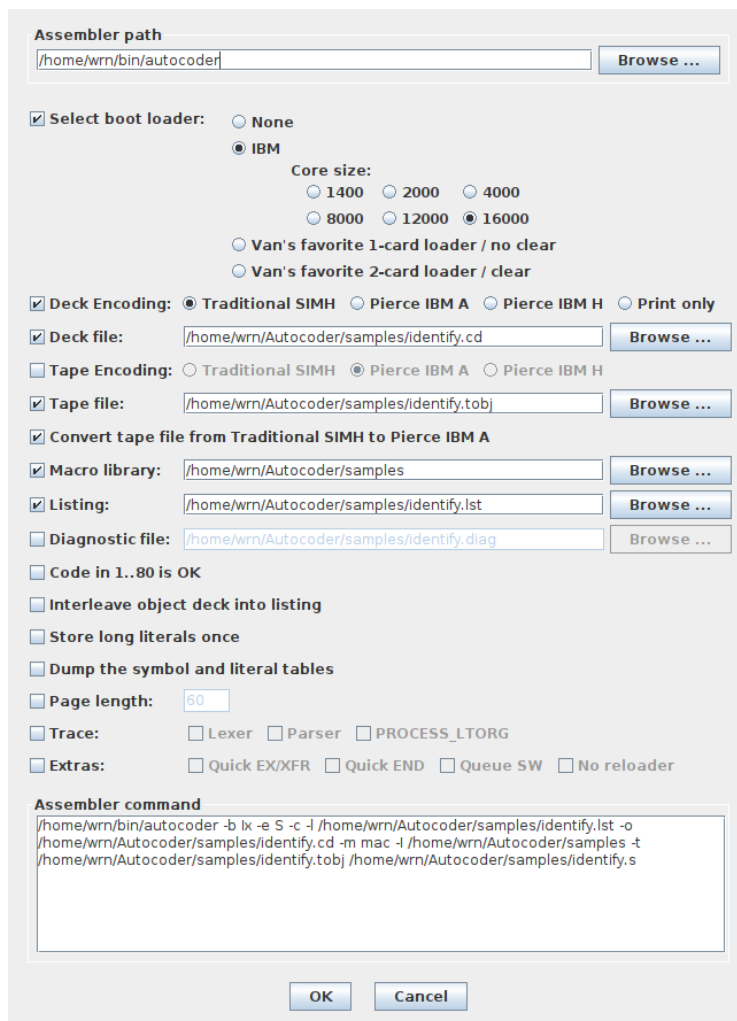 Assembler path
/home/wrn/bin/autocoder Browse ...
Select boot loader: None
IBM
Core size:
1400 2000 4000
8000 12000 16000
Van's favorite 1-card loader / no clear
Van's favorite 2-card loader / clear
Deck Encoding: Traditional SIMH Pierce IBM A Pierce IBM H Print only
Deck file: /home/wrn/Autocoder/samples/identify.cd Browse ...
Tape Encoding: Traditional SIMH Pierce IBM A Pierce IBM H
Tape file: /home/wrn/Autocoder/samples/identify.tobj Browse ...
Convert tape file from Traditional SIMH to Pierce IBM A
Macro library: /home/wrn/Autocoder/samples Browse ...
Listing: /home/wrn/Autocoder/samples/identify.lst Browse ...
Diagnostic file: /home/wrn/Autocoder/samples/identify.diag Browse ...
Code in 1..80 is OK
Interleave object deck into listing
Store long literals once
Dump the symbol and literal tables
Page length: 60
Trace: Lexer Parser PROCESS_LTORG
Extras: Quick EX/XFR Quick END Queue SW No reloader
Assembler command
/home/wrn/bin/autocoder -b Ix -e S -c -l /home/wrn/Autocoder/samples/identify.lst -o
/home/wrn/Autocoder/samples/identify.cd -m mac -I /home/wrn/Autocoder/samples -t
/home/wrn/Autocoder/samples/identify.tobj /home/wrn/Autocoder/samples/identify.s
OK Cancel